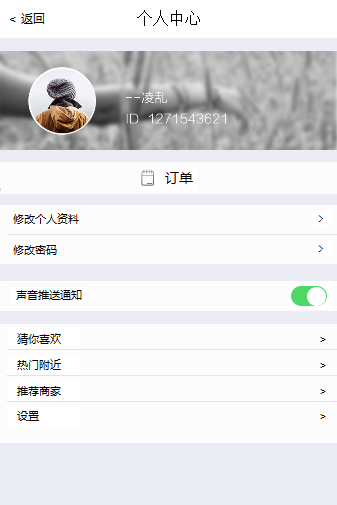 < 返回 个人中心
--凌乱
ID 1271543621
订单
修改个人资料 >
修改密码 >
声音推送通知
猜你喜欢 >
热门附近 >
推荐商家 >
设置 >